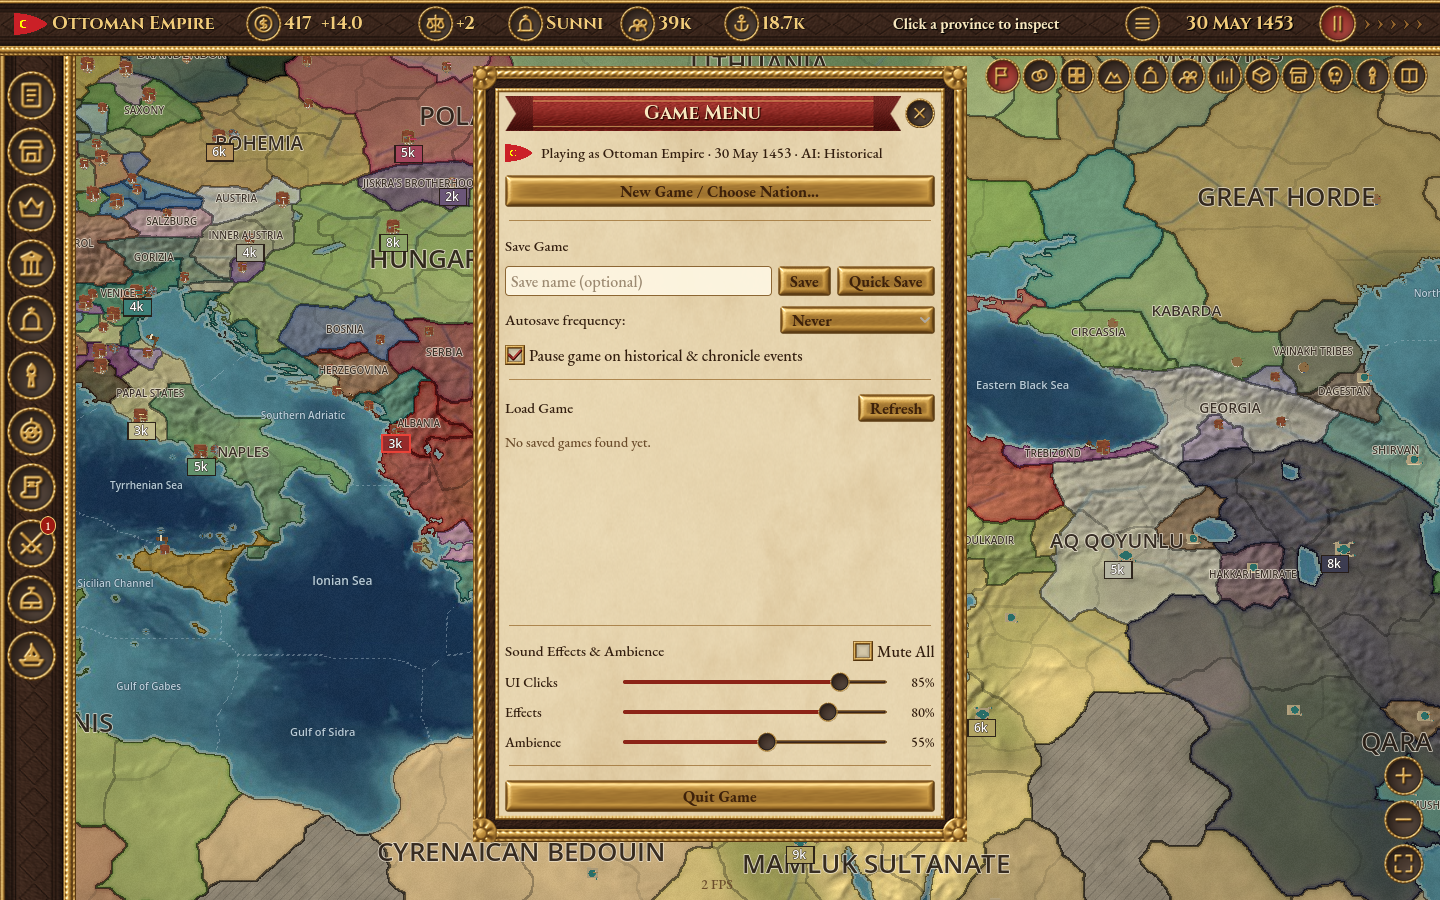 OTTOMAN EMPIRE 417 +14.0 +2 SUNNI 39K 18.7K Click a province to inspect 30 MAY 1453
LITHUANIA
SAXONY
BOHEMIA
6k
POLA
5k
JISKRA'S BROTHERHOO
2k
AUSTRIA
SALZBURG
INNER AUSTRIA
4k
GORIZIA
8k
HUNGAR
VENICE
4k
BOSNIA
SERBIA
HERZEGOVINA
PAPAL STATES
3k
Southern Adriatic
ALBANIA
3k
NAPLES
5k
Tyrrhenian Sea
Ionian Sea
Sicilian Channel
Gulf of Gabes
NIS
Gulf of Sidra
CYRENAICAN BEDOUIN
1
GAME MENU
Playing as Ottoman Empire · 30 May 1453 · AI: Historical
New Game / Choose Nation...
Save Game
Save name (optional) Save Quick Save
Autosave frequency: Never
Pause game on historical & chronicle events
Load Game Refresh
No saved games found yet.
Sound Effects & Ambience Mute All
UI Clicks 85%
Effects 80%
Ambience 55%
Quit Game
9k
MAMLUK SULTANATE
2 FPS
GREAT HORDE
North
KABARDA
CIRCASSIA
VAINAKH TRIBES
Eastern Black Sea
DAGESTAN
GEORGIA
TREBIZOND
SHIRVAN
DULKADIR
AQ QOYUNLU
5k
HAKKARI EMIRATE
8k
6k
QARA
MUSH